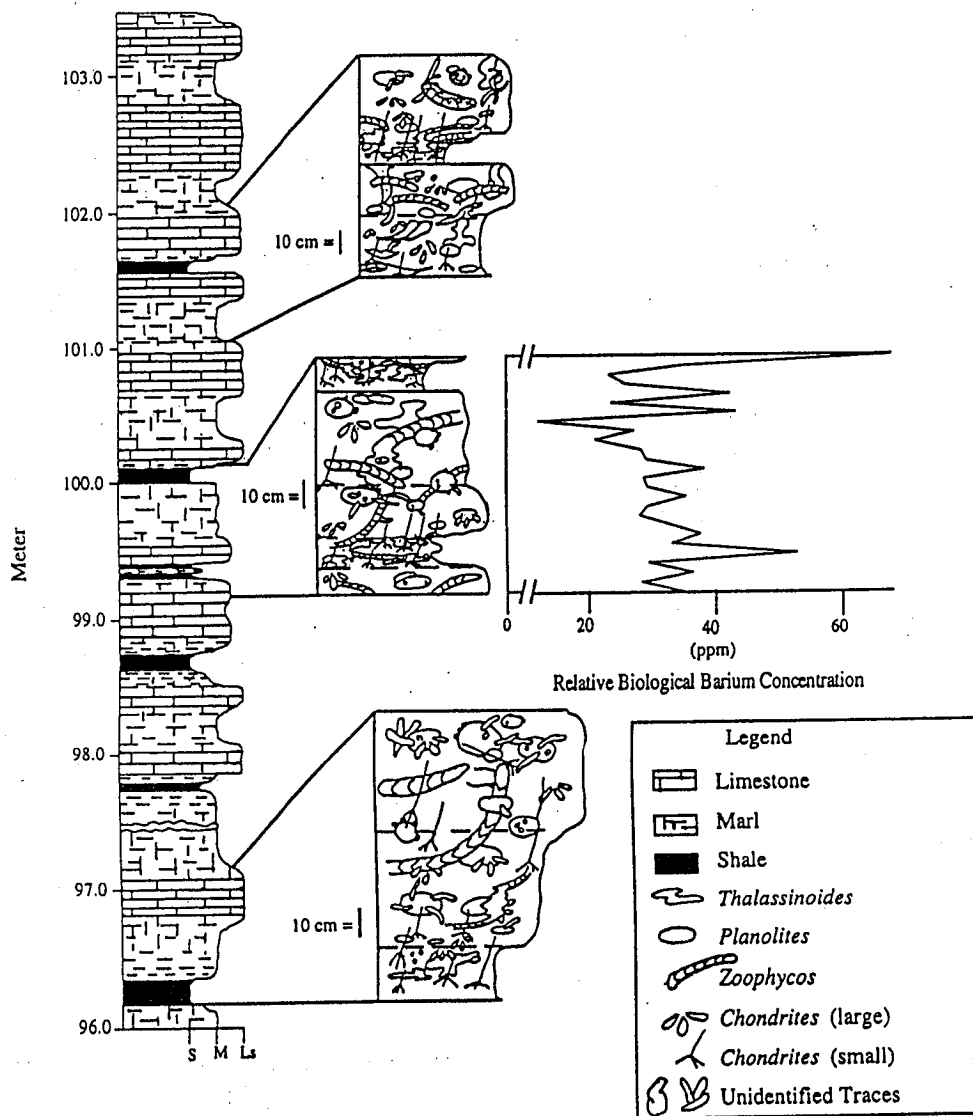 Meter
103.0
102.0
101.0
100.0
99.0
98.0
97.0
96.0
S M Ls
10 cm =
10 cm =
10 cm =
0 20 40 60
(ppm)
Relative Biological Barium Concentration
Legend
Limestone
Marl
Shale
Thalassinoides
Planolites
Zoophycos
Chondrites (large)
Chondrites (small)
Unidentified Traces